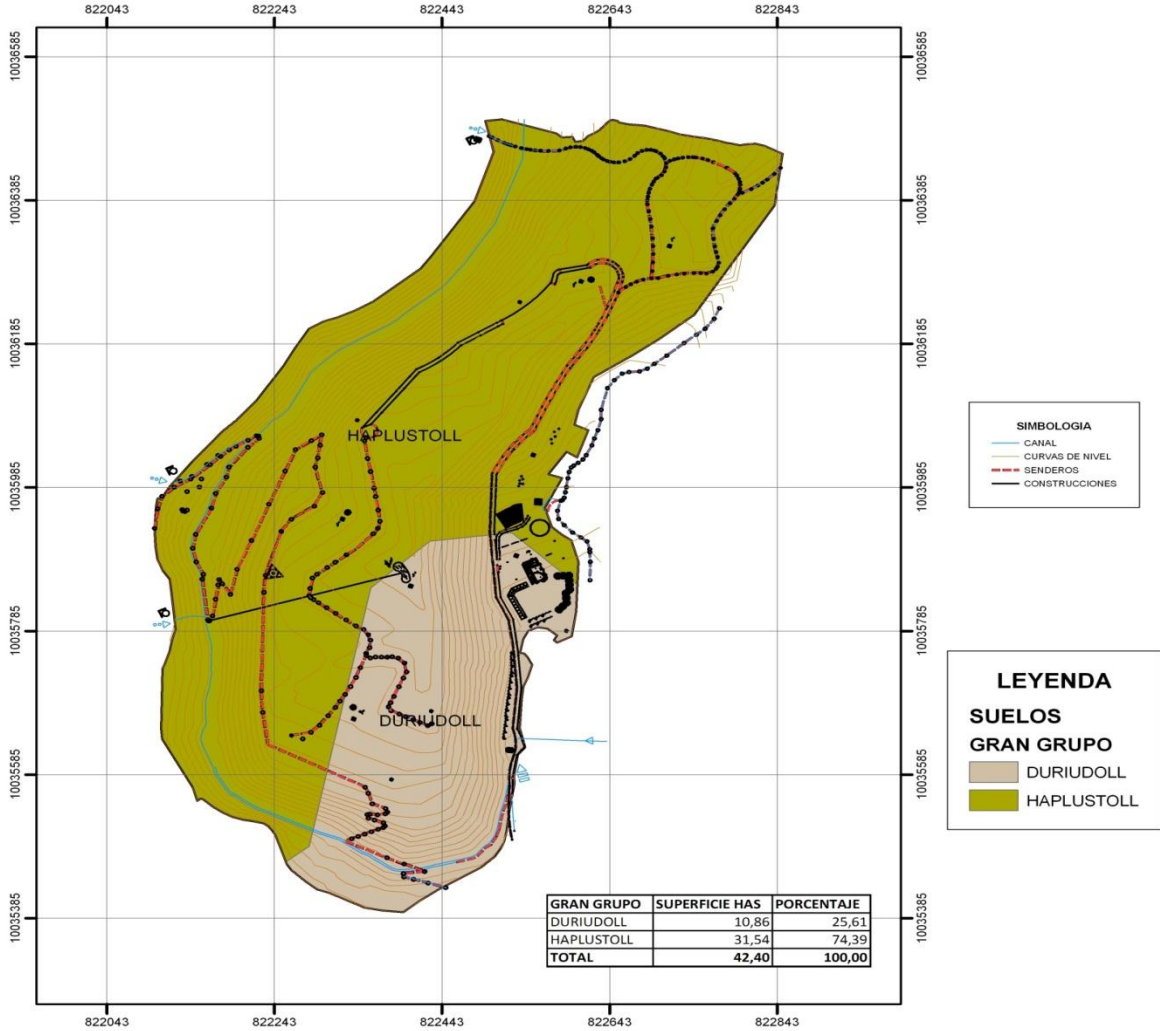 822043 822243 822443 822643 822843
10036585 10036585
10036385 10036385
10036185 10036185
10035985 10035985
10035785 10035785
10035585 10035585
10035385 10035385
HAPLUSTOLL
DURIUDOLL
SIMBOLOGIA
CANAL
CURVAS DE NIVEL
SENDEROS
CONSTRUCCIONES
LEYENDA
SUELOS
GRAN GRUPO
DURIUDOLL
HAPLUSTOLL
GRAN GRUPO SUPERFICIE HAS PORCENTAJE
DURIUDOLL 10,86 25,61
HAPLUSTOLL 31,54 74,39
TOTAL 42,40 100,00
822043 822243 822443 822643 822843